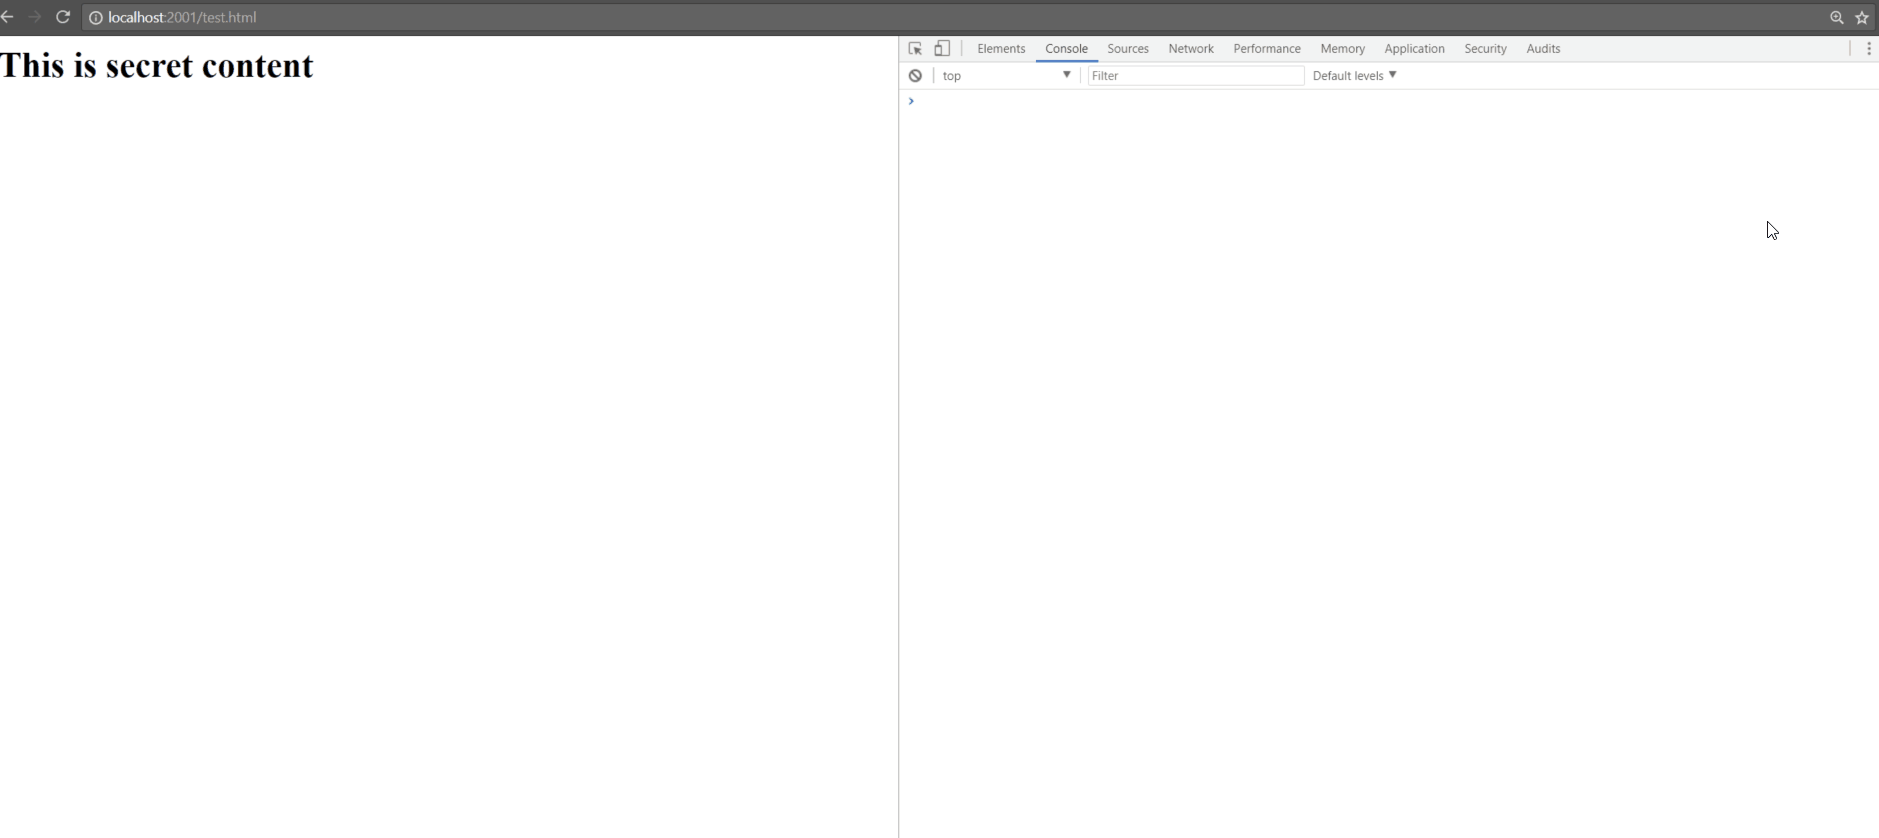 localhost:2001/test.html
This is secret content
Elements Console Sources Network Performance Memory Application Security Audits
top Filter Default levels